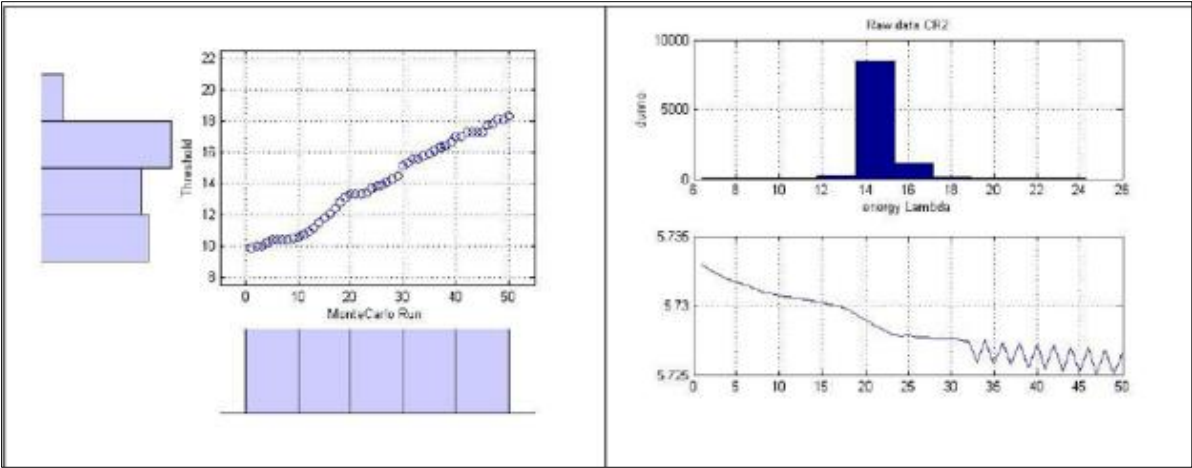 22
20
18
16
14
12
10
8
Threshold
0 10 20 30 40 50
MonteCarlo Run
Raw data CR2
10000
5000
0
dunno
6 8 10 12 14 16 18 20 22 24 26
energy Lambda
5.735
5.73
5.725
0 5 10 15 20 25 30 35 40 45 50